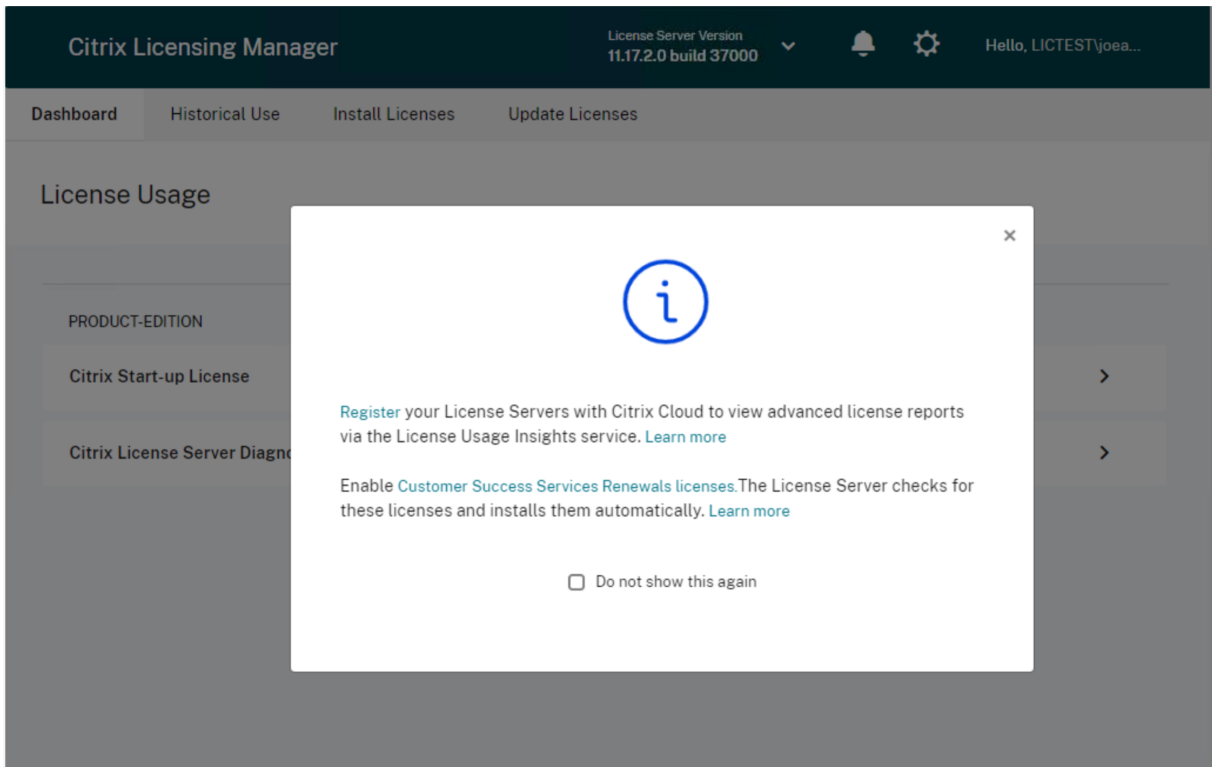 Citrix Licensing Manager
License Server Version
11.17.2.0 build 37000
Hello, LICTEST\joea...
Dashboard Historical Use Install Licenses Update Licenses
License Usage
PRODUCT-EDITION
Citrix Start-up License
Citrix License Server Diagno
Register your License Servers with Citrix Cloud to view advanced license reports
via the License Usage Insights service. Learn more
Enable Customer Success Services Renewals licenses.The License Server checks for
these licenses and installs them automatically. Learn more
Do not show this again